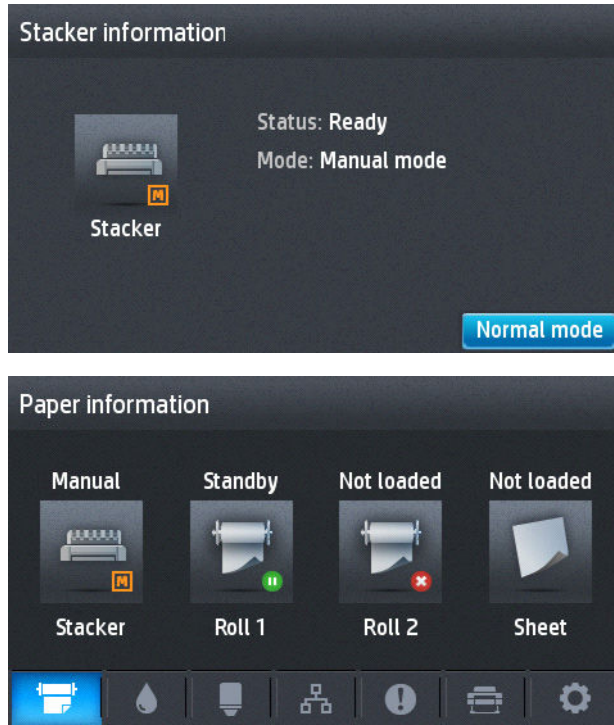 Stacker information
Status: Ready
Mode: Manual mode
M
Stacker
Normal mode
Paper information
Manual Standby Not loaded Not loaded
M
Stacker Roll 1 Roll 2 Sheet